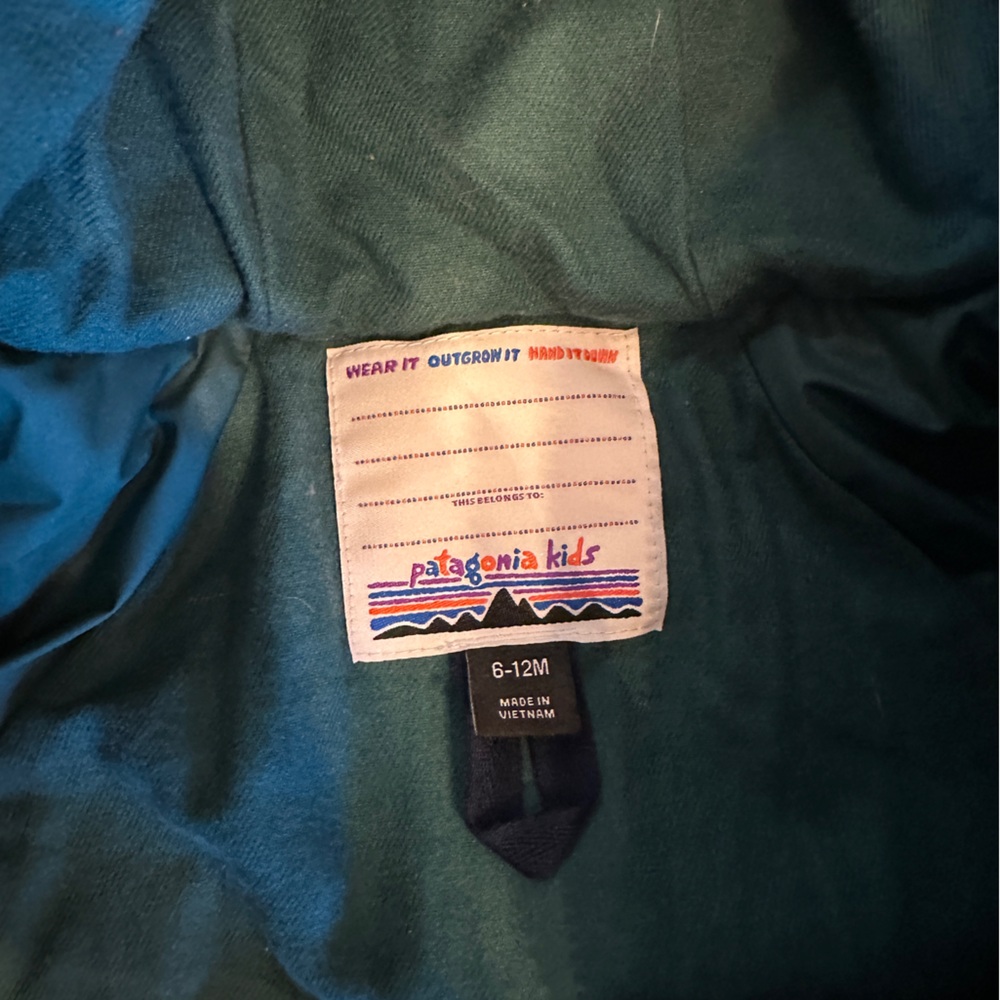 WEAR IT OUTGROW IT HAND IT DOWN
THIS BELONGS TO:
patagonia kids
6-12M
MADE IN
VIETNAM